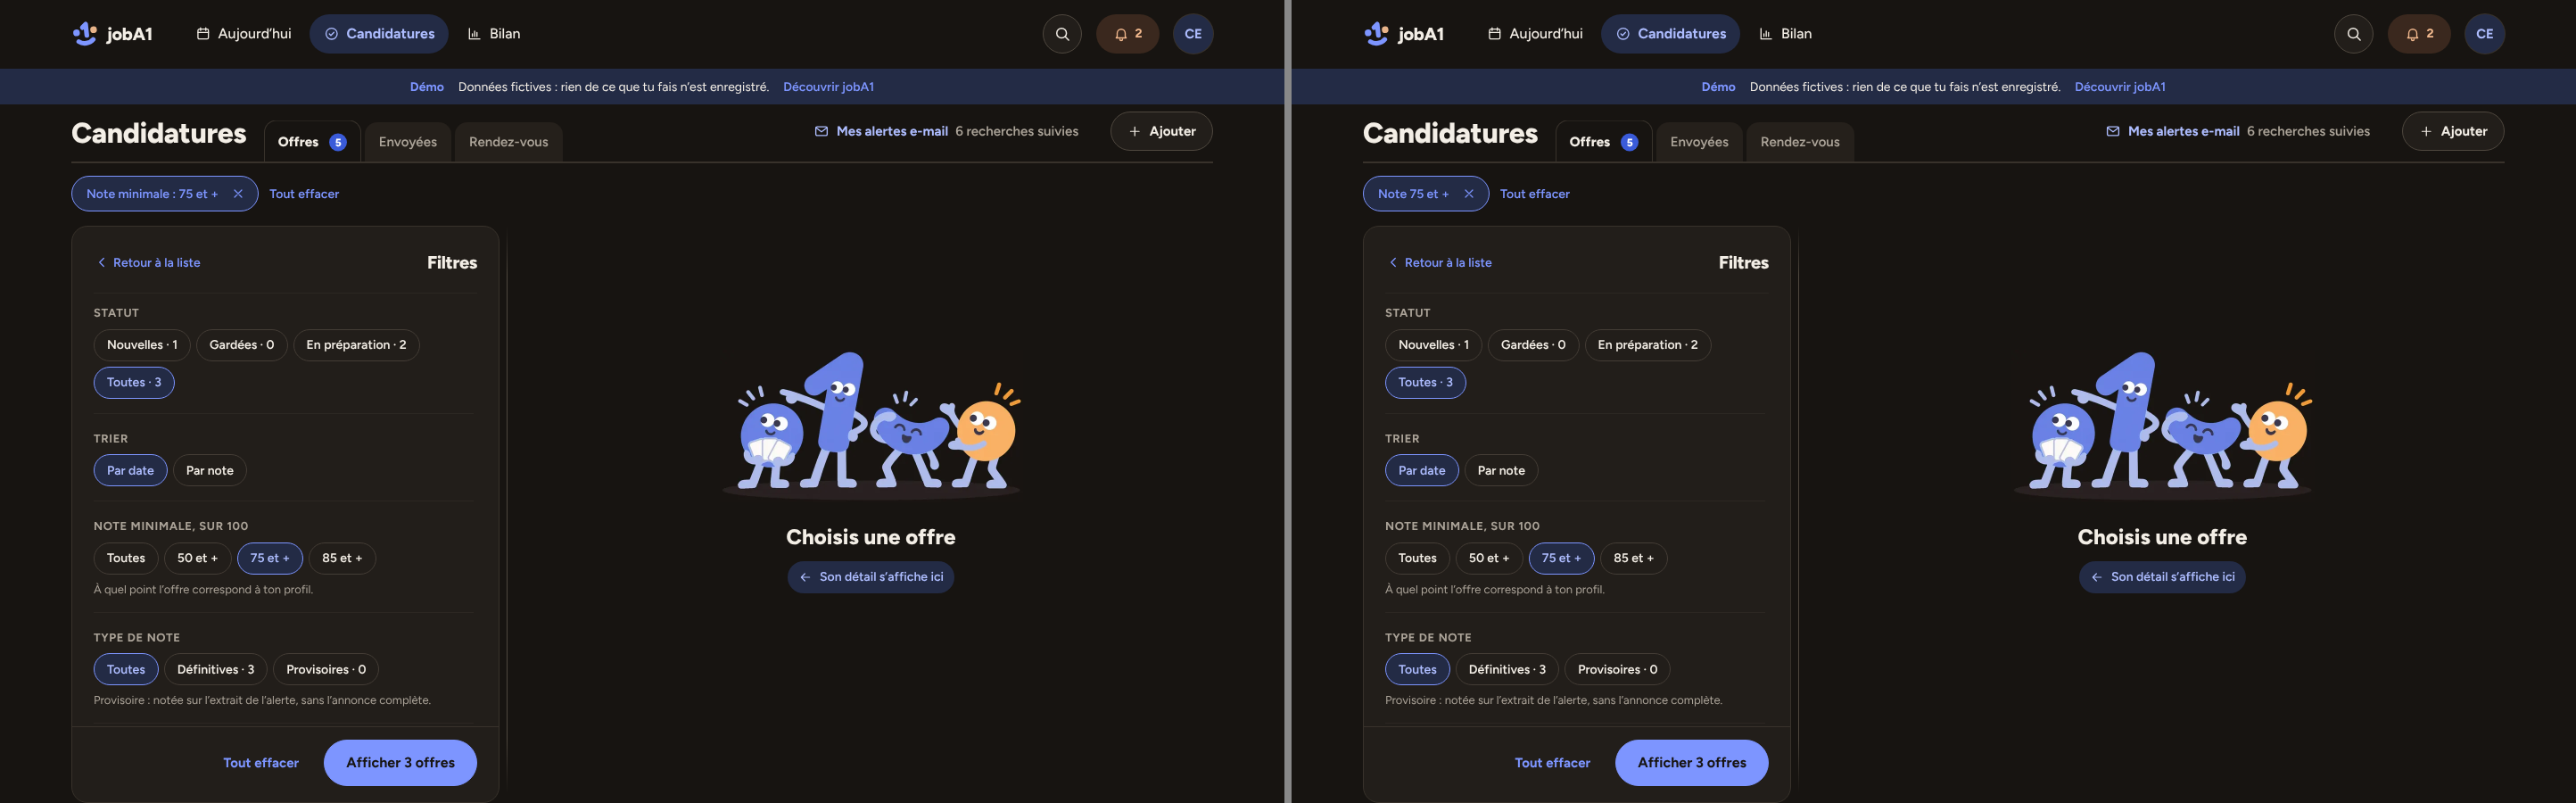 jobA1 Aujourd’hui Candidatures Bilan 2 CE
Démo Données fictives : rien de ce que tu fais n’est enregistré. Découvrir jobA1
Candidatures Offres 5 Envoyées Rendez-vous Mes alertes e-mail 6 recherches suivies + Ajouter
Note minimale : 75 et + × Tout effacer
Retour à la liste Filtres
STATUT
Nouvelles · 1 Gardées · 0 En préparation · 2
Toutes · 3
TRIER
Par date Par note
NOTE MINIMALE, SUR 100
Toutes 50 et + 75 et + 85 et +
À quel point l’offre correspond à ton profil.
TYPE DE NOTE
Toutes Définitives · 3 Provisoires · 0
Provisoire : notée sur l’extrait de l’alerte, sans l’annonce complète.
Tout effacer Afficher 3 offres
Choisis une offre
← Son détail s’affiche ici
jobA1 Aujourd’hui Candidatures Bilan 2 CE
Démo Données fictives : rien de ce que tu fais n’est enregistré. Découvrir jobA1
Candidatures Offres 5 Envoyées Rendez-vous Mes alertes e-mail 6 recherches suivies + Ajouter
Note 75 et + × Tout effacer
Retour à la liste Filtres
STATUT
Nouvelles · 1 Gardées · 0 En préparation · 2
Toutes · 3
TRIER
Par date Par note
NOTE MINIMALE, SUR 100
Toutes 50 et + 75 et + 85 et +
À quel point l’offre correspond à ton profil.
TYPE DE NOTE
Toutes Définitives · 3 Provisoires · 0
Provisoire : notée sur l’extrait de l’alerte, sans l’annonce complète.
Tout effacer Afficher 3 offres
Choisis une offre
← Son détail s’affiche ici